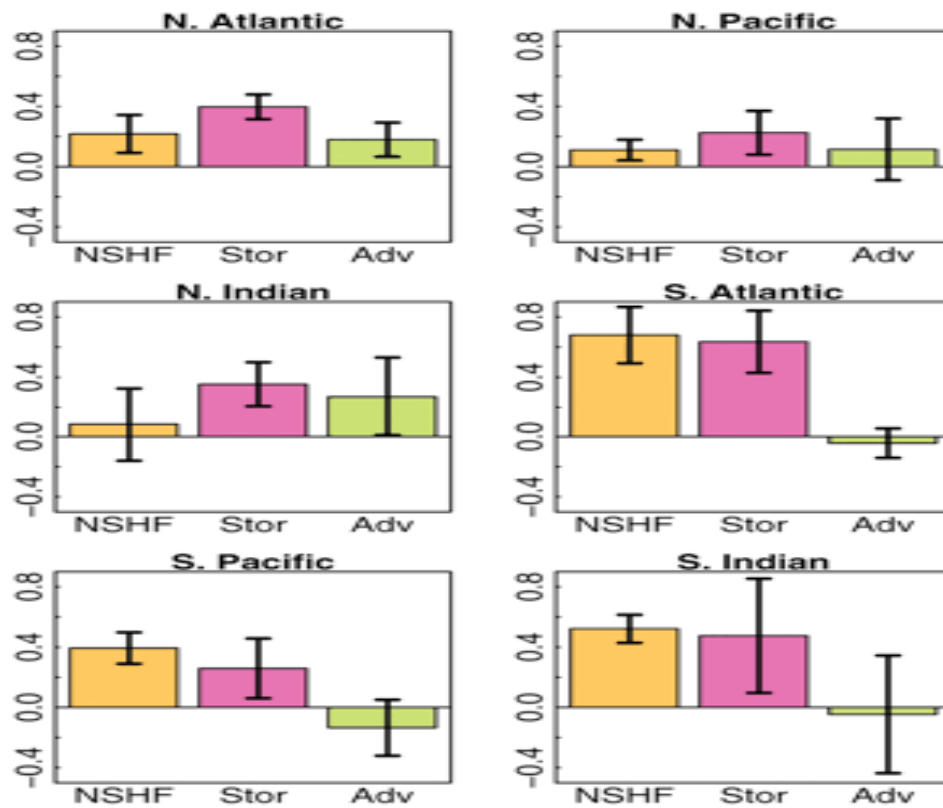 N. Atlantic
0.8
0.4
0.0
−0.4
NSHF Stor Adv
N. Pacific
0.8
0.4
0.0
−0.4
NSHF Stor Adv
N. Indian
0.8
0.4
0.0
−0.4
NSHF Stor Adv
S. Atlantic
0.8
0.4
0.0
−0.4
NSHF Stor Adv
S. Pacific
0.8
0.4
0.0
−0.4
NSHF Stor Adv
S. Indian
0.8
0.4
0.0
−0.4
NSHF Stor Adv